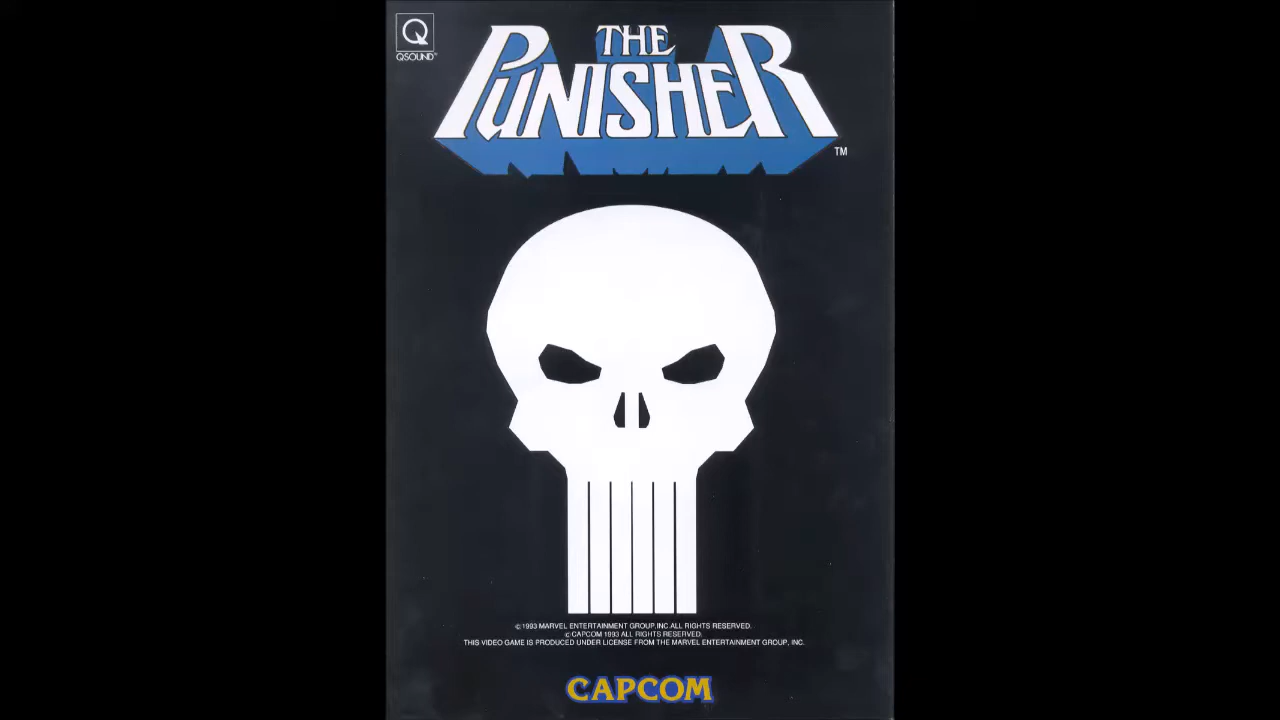 Q
QSOUND™
THE
PUNISHER
TM
©1993 MARVEL ENTERTAINMENT GROUP,INC ALL RIGHTS RESERVED.
©CAPCOM 1993 ALL RIGHTS RESERVED.
THIS VIDEO GAME IS PRODUCED UNDER LICENSE FROM THE MARVEL ENTERTAINMENT GROUP, INC.
CAPCOM